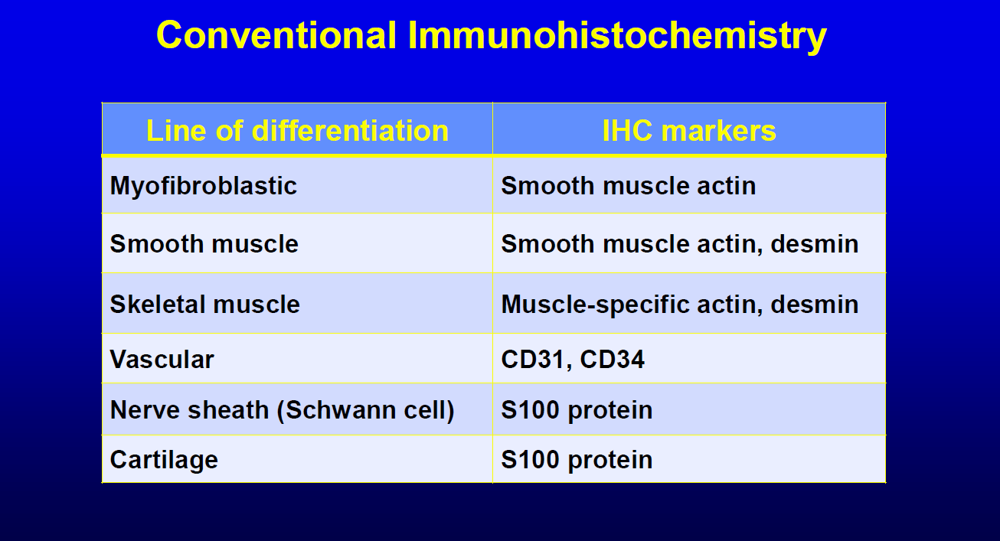 Conventional Immunohistochemistry
Line of differentiation IHC markers
Myofibroblastic Smooth muscle actin
Smooth muscle Smooth muscle actin, desmin
Skeletal muscle Muscle-specific actin, desmin
Vascular CD31, CD34
Nerve sheath (Schwann cell) S100 protein
Cartilage S100 protein